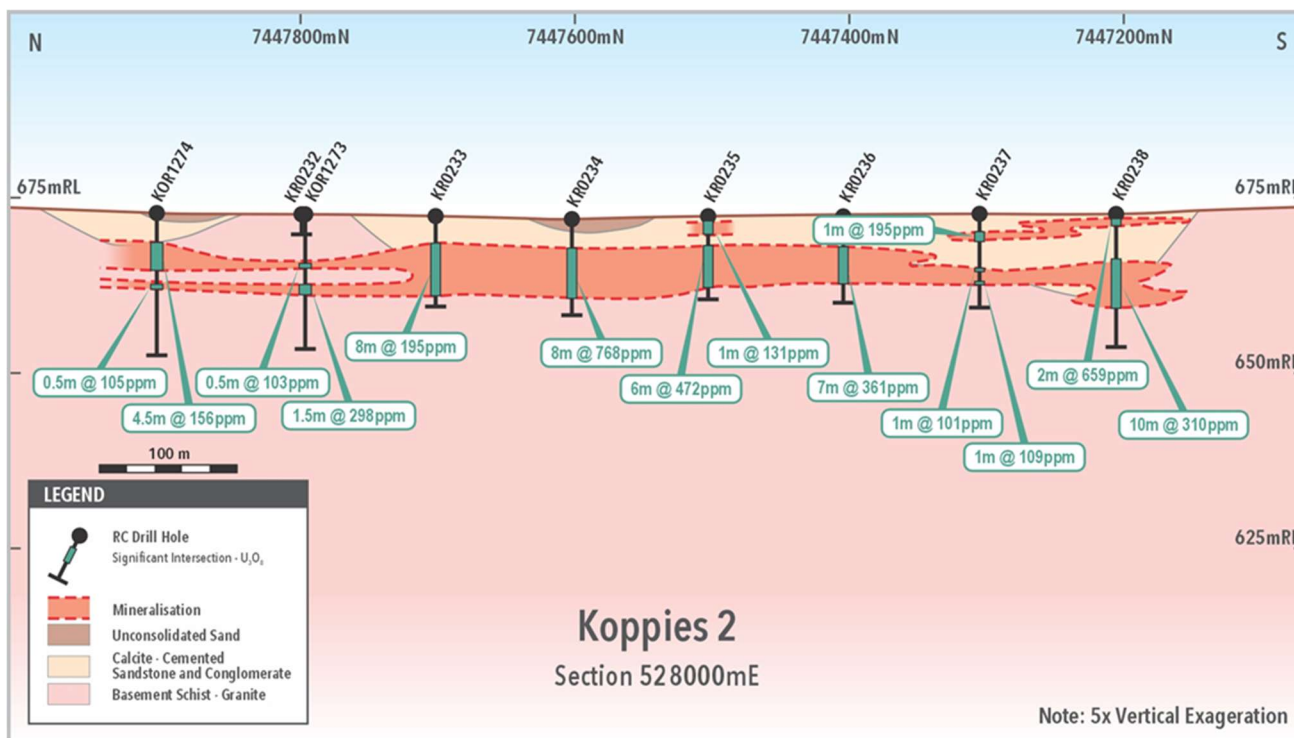 N
7447800mN
7447600mN
7447400mN
7447200mN
S
675mRL
KOR1274
KR0232
KOR1273
KR0233
KR0234
KR0235
KR0236
KR0237
KR0238
675mRL
1m @ 195ppm
8m @ 195ppm
8m @ 768ppm
1m @ 131ppm
650mRL
0.5m @ 105ppm
0.5m @ 103ppm
6m @ 472ppm
7m @ 361ppm
2m @ 659ppm
4.5m @ 156ppm
1.5m @ 298ppm
1m @ 101ppm
10m @ 310ppm
1m @ 109ppm
100 m
LEGEND
RC Drill Hole
Significant Intersection - U₃O₈
Mineralisation
Unconsolidated Sand
Calcite - Cemented
Sandstone and Conglomerate
Basement Schist - Granite
625mRL
Koppies 2
Section 528000mE
Note: 5x Vertical Exageration